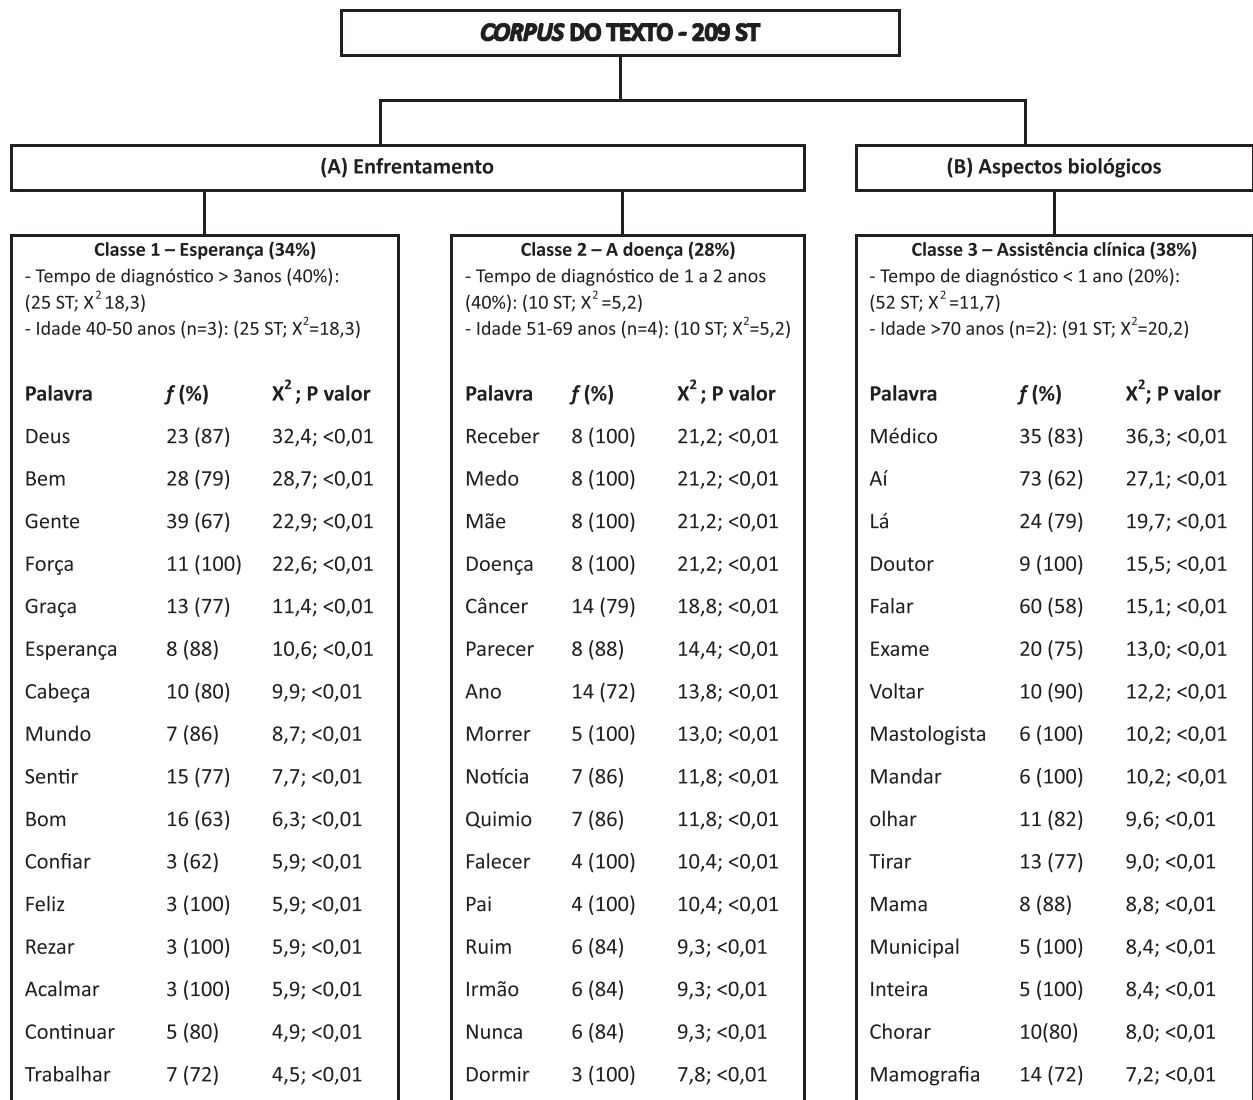 CORPUS DO TEXTO - 209 ST
(A) Enfrentamento
(B) Aspectos biológicos
Classe 1 – Esperança (34%)
- Tempo de diagnóstico > 3anos (40%):
(25 ST; X² 18,3)
- Idade 40-50 anos (n=3): (25 ST; X²=18,3)
Palavra f (%) X² ; P valor
Deus 23 (87) 32,4; <0,01
Bem 28 (79) 28,7; <0,01
Gente 39 (67) 22,9; <0,01
Força 11 (100) 22,6; <0,01
Graça 13 (77) 11,4; <0,01
Esperança 8 (88) 10,6; <0,01
Cabeça 10 (80) 9,9; <0,01
Mundo 7 (86) 8,7; <0,01
Sentir 15 (77) 7,7; <0,01
Bom 16 (63) 6,3; <0,01
Confiar 3 (62) 5,9; <0,01
Feliz 3 (100) 5,9; <0,01
Rezar 3 (100) 5,9; <0,01
Acalmar 3 (100) 5,9; <0,01
Continuar 5 (80) 4,9; <0,01
Trabalhar 7 (72) 4,5; <0,01
Classe 2 – A doença (28%)
- Tempo de diagnóstico de 1 a 2 anos
(40%): (10 ST; X² =5,2)
- Idade 51-69 anos (n=4): (10 ST; X²=5,2)
Palavra f (%) X² ; P valor
Receber 8 (100) 21,2; <0,01
Medo 8 (100) 21,2; <0,01
Mãe 8 (100) 21,2; <0,01
Doença 8 (100) 21,2; <0,01
Câncer 14 (79) 18,8; <0,01
Parecer 8 (88) 14,4; <0,01
Ano 14 (72) 13,8; <0,01
Morrer 5 (100) 13,0; <0,01
Notícia 7 (86) 11,8; <0,01
Quimio 7 (86) 11,8; <0,01
Falecer 4 (100) 10,4; <0,01
Pai 4 (100) 10,4; <0,01
Ruim 6 (84) 9,3; <0,01
Irmão 6 (84) 9,3; <0,01
Nunca 6 (84) 9,3; <0,01
Dormir 3 (100) 7,8; <0,01
Classe 3 – Assistência clínica (38%)
- Tempo de diagnóstico < 1 ano (20%):
(52 ST; X² =11,7)
- Idade >70 anos (n=2): (91 ST; X²=20,2)
Palavra f (%) X² ; P valor
Médico 35 (83) 36,3; <0,01
Aí 73 (62) 27,1; <0,01
Lá 24 (79) 19,7; <0,01
Doutor 9 (100) 15,5; <0,01
Falar 60 (58) 15,1; <0,01
Exame 20 (75) 13,0; <0,01
Voltar 10 (90) 12,2; <0,01
Mastologista 6 (100) 10,2; <0,01
Mandar 6 (100) 10,2; <0,01
olhar 11 (82) 9,6; <0,01
Tirar 13 (77) 9,0; <0,01
Mama 8 (88) 8,8; <0,01
Municipal 5 (100) 8,4; <0,01
Inteira 5 (100) 8,4; <0,01
Chorar 10(80) 8,0; <0,01
Mamografia 14 (72) 7,2; <0,01